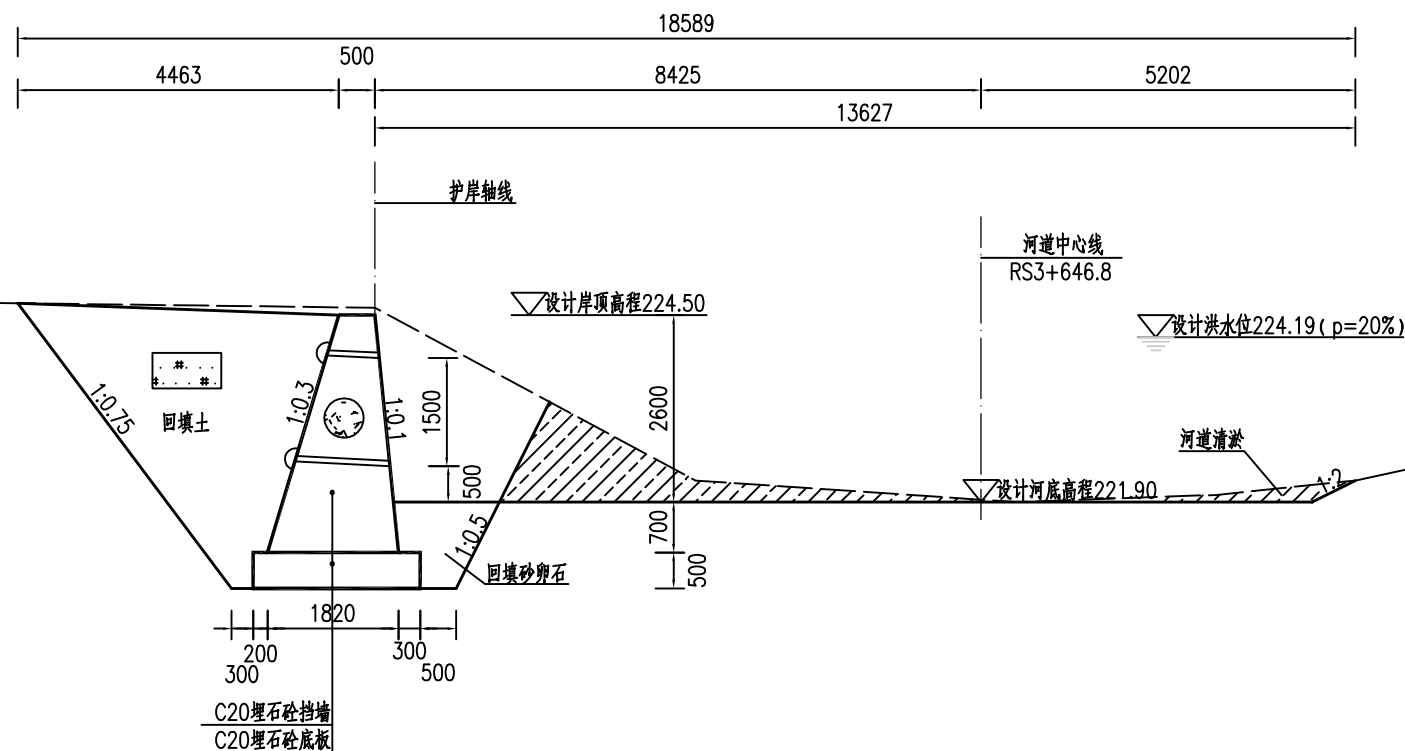 18589
500
4463
8425
5202
13627
护岸轴线
河道中心线
RS3+646.8
设计岸顶高程224.50
设计洪水位224.19(p=20%)
1:0.75
回填土
1:0.3
1:0.1
1500
2600
500
河道清淤
1:2
设计河底高程221.90
700
1:0.5
回填砂卵石
500
1820
200
300
300
500
C20埋石砼挡墙
C20埋石砼底板